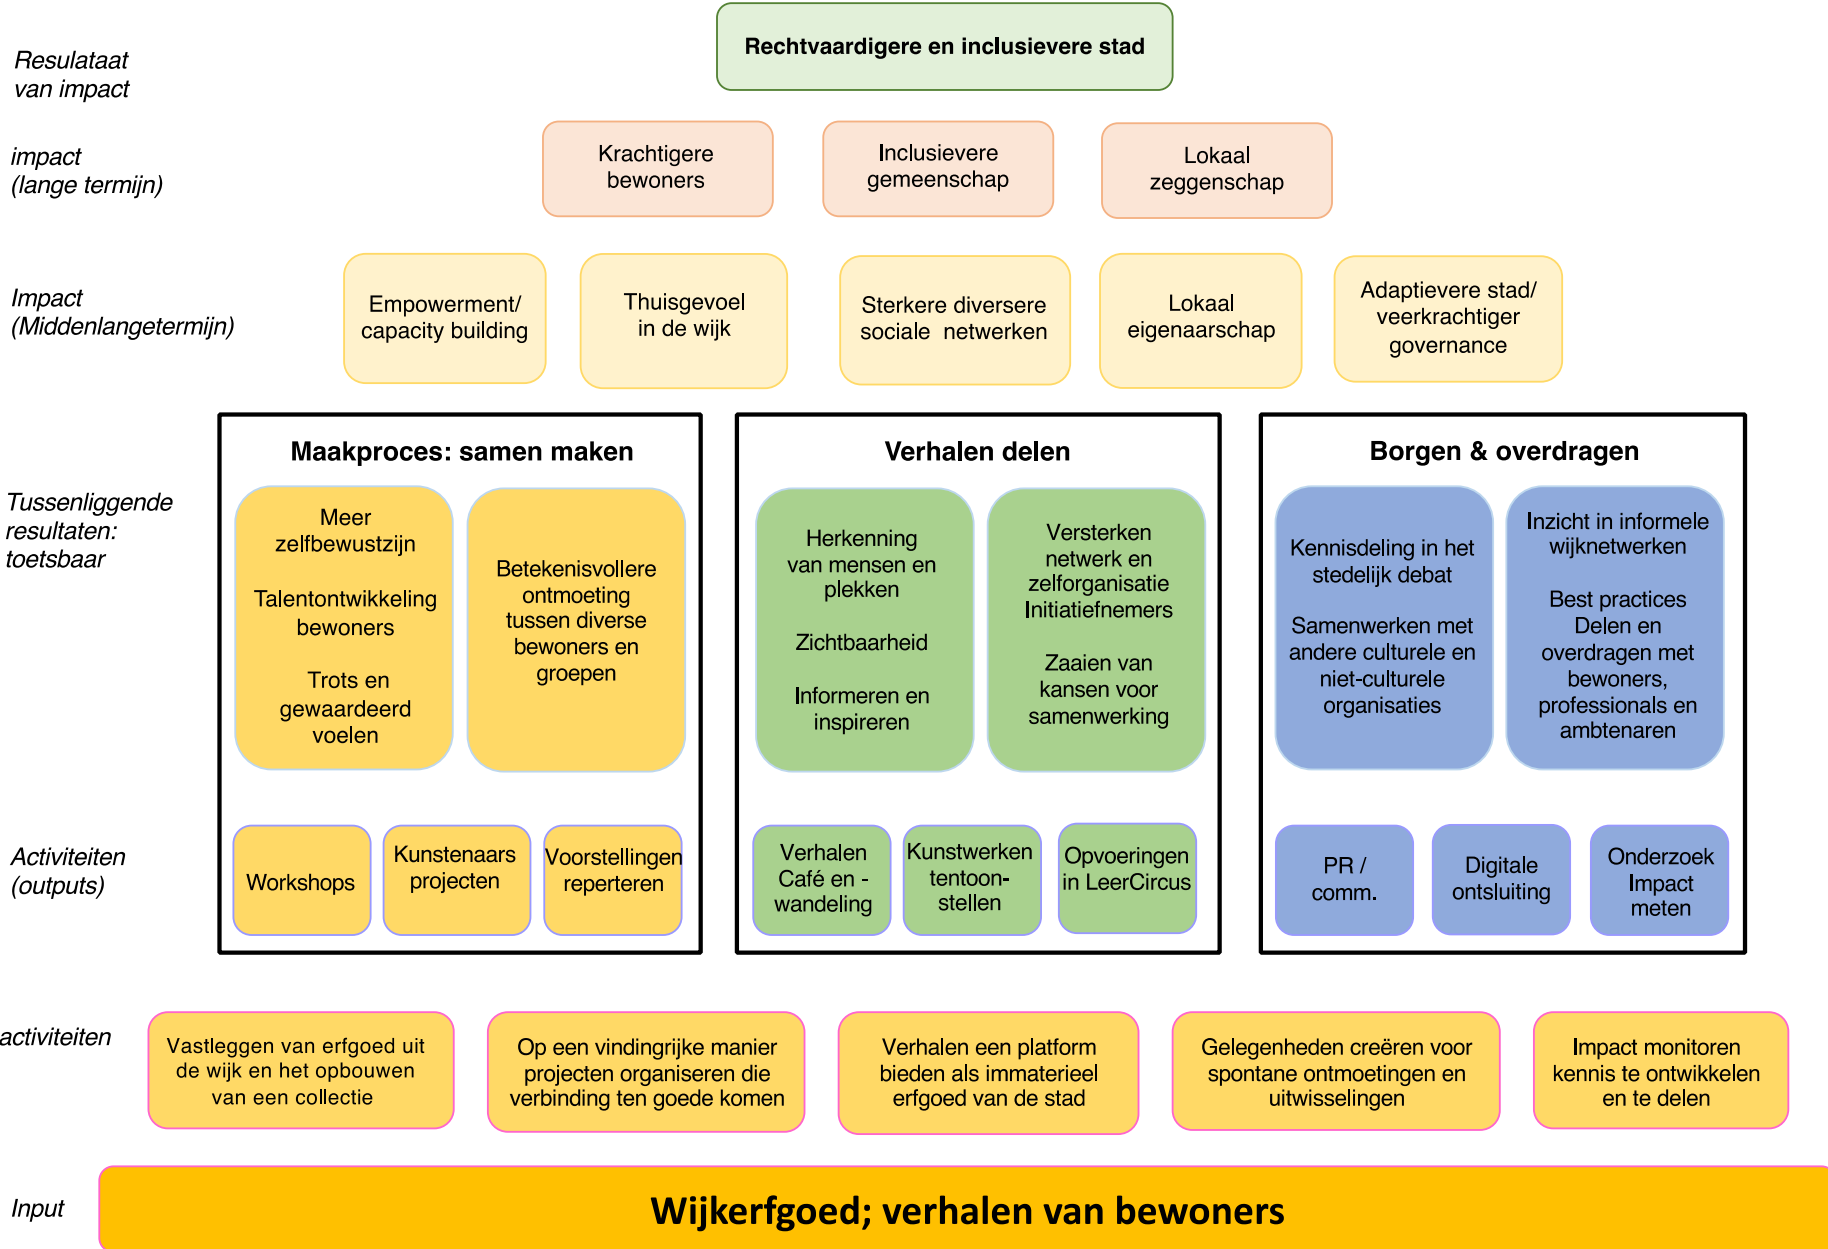 Resulataat
van impact
Rechtvaardigere en inclusievere stad
impact
(lange termijn)
Krachtigere
bewoners
Inclusievere
gemeenschap
Lokaal
zeggenschap
Impact
(Middenlangetermijn)
Empowerment/
capacity building
Thuisgevoel
in de wijk
Sterkere diversere
sociale netwerken
Lokaal
eigenaarschap
Adaptievere stad/
veerkrachtiger
governance
Tussenliggende
resultaten:
toetsbaar
Maakproces: samen maken
Meer
zelfbewustzijn
Talentontwikkeling
bewoners
Trots en
gewaardeerd
voelen
Betekenisvollere
ontmoeting
tussen diverse
bewoners en
groepen
Verhalen delen
Herkenning
van mensen en
plekken
Zichtbaarheid
Informeren en
inspireren
Versterken
netwerk en
zelforganisatie
Initiatiefnemers
Zaaien van
kansen voor
samenwerking
Borgen & overdragen
Kennisdeling in het
stedelijk debat
Samenwerken met
andere culturele en
niet-culturele
organisaties
Inzicht in informele
wijknetwerken
Best practices
Delen en
overdragen met
bewoners,
professionals en
ambtenaren
Activiteiten
(outputs)
Workshops
Kunstenaars
projecten
Voorstellingen
reperteren
Verhalen
Café en -
wandeling
Kunstwerken
tentoon-
stellen
Opvoeringen
in LeerCircus
PR /
comm.
Digitale
ontsluiting
Onderzoek
Impact
meten
activiteiten
Vastleggen van erfgoed uit
de wijk en het opbouwen
van een collectie
Op een vindingrijke manier
projecten organiseren die
verbinding ten goede komen
Verhalen een platform
bieden als immaterieel
erfgoed van de stad
Gelegenheden creëren voor
spontane ontmoetingen en
uitwisselingen
Impact monitoren
kennis te ontwikkelen
en te delen
Input
Wijkerfgoed; verhalen van bewoners